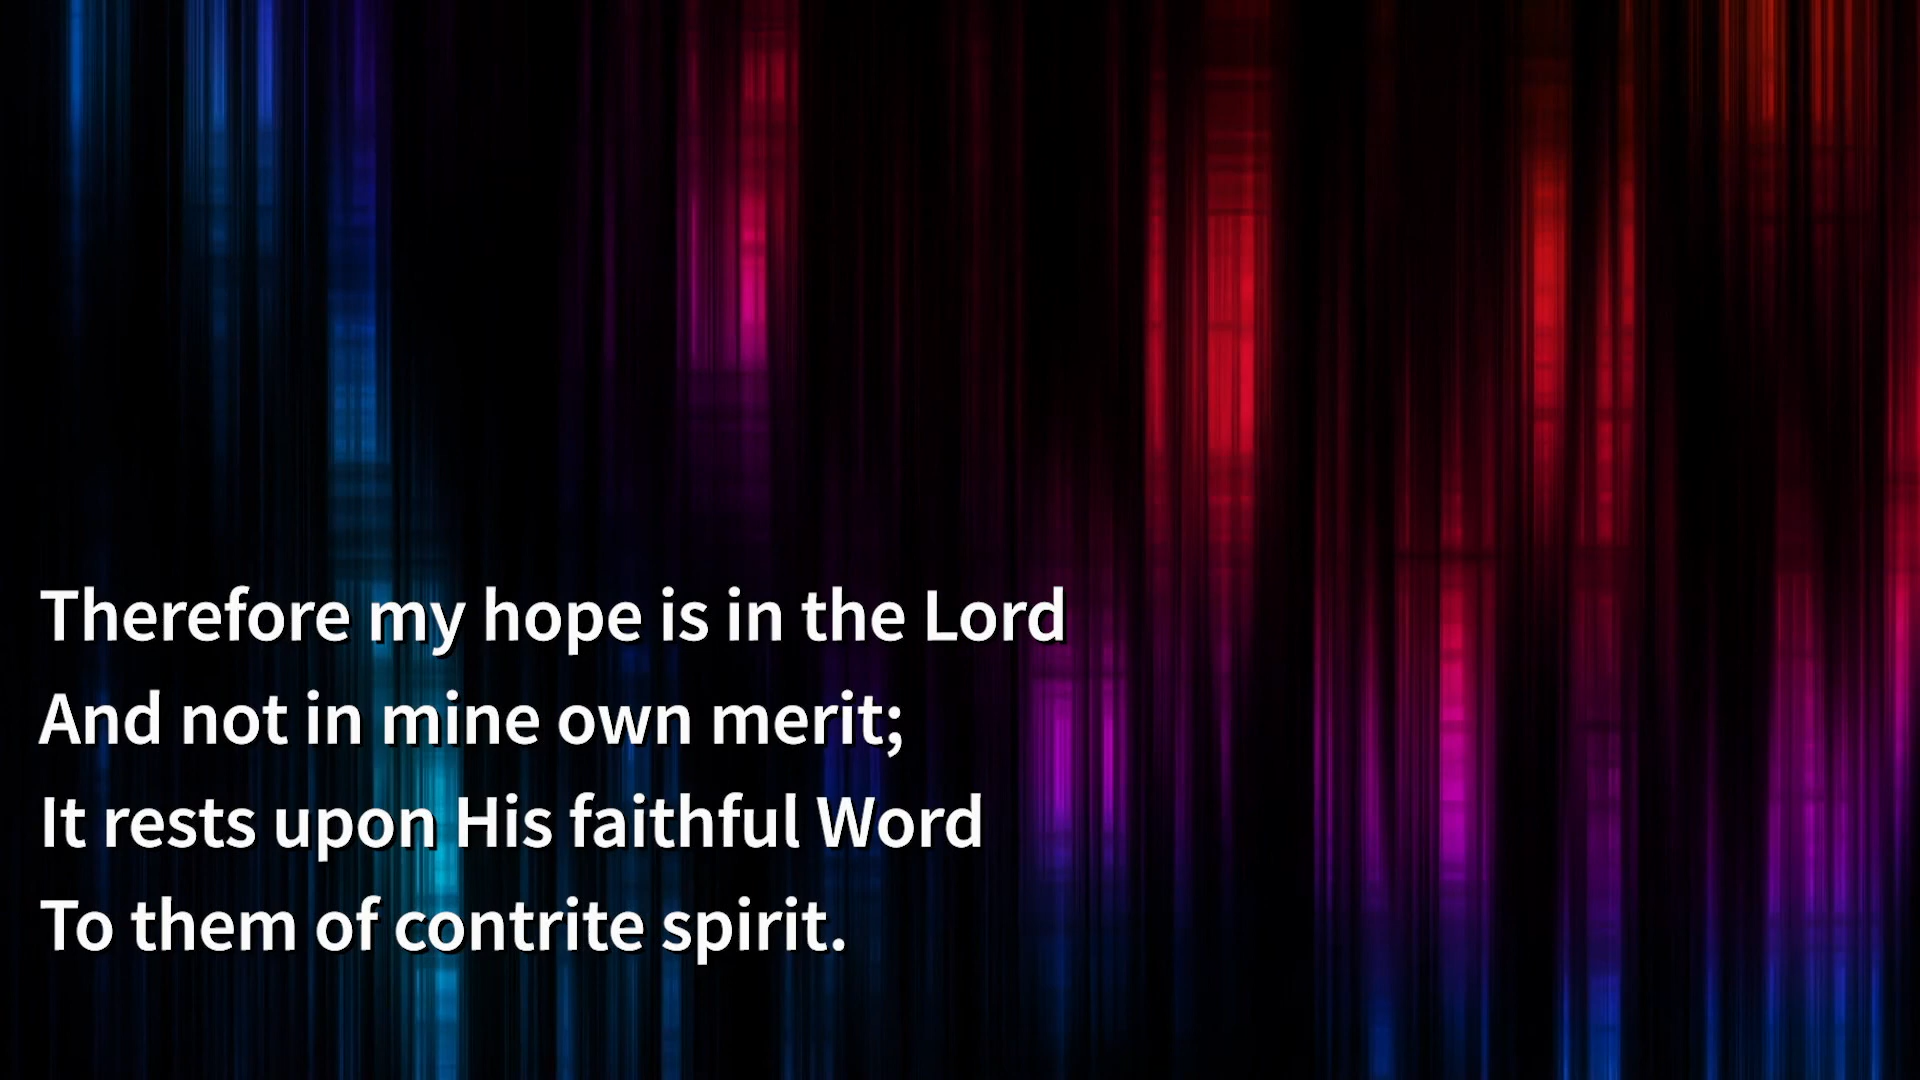 Therefore my hope is in the Lord
And not in mine own merit;
It rests upon His faithful Word
To them of contrite spirit.